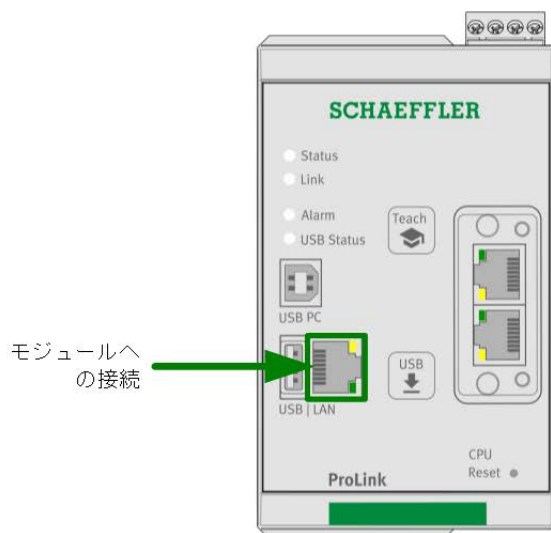 SCHAEFFLER
Status
Link
Alarm
USB Status
Teach
USB PC
モジュールへ
の接続
USB
USB | LAN
CPU
Reset
ProLink